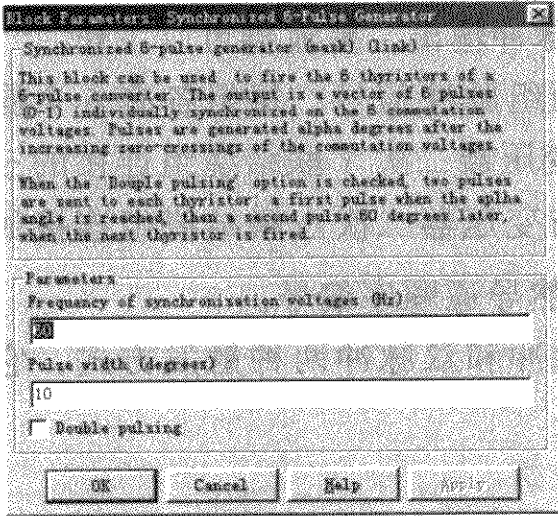 Block Parameters: Synchronized 6-Pulse Generator
Synchronized 6-pulse generator (mask) (link)
This block can be used to fire the 6 thyristors of a
6-pulse converter. The output is a vector of 6 pulses
(0-1) individually synchronized on the 6 commutation
voltages. Pulses are generated alpha degrees after the
increasing zero-crossings of the commutation voltages.
When the 'Douple pulsing' option is checked, two pulses
are sent to each thyristor: a first pulse when the aplha
angle is reached, then a second pulse 60 degrees later,
when the next thyristor is fired.
Parameters
Frequency of synchronisation voltages (Hz)
Pulse width (degrees)
10
Double pulsing
OK
Cancel
Help
Apply